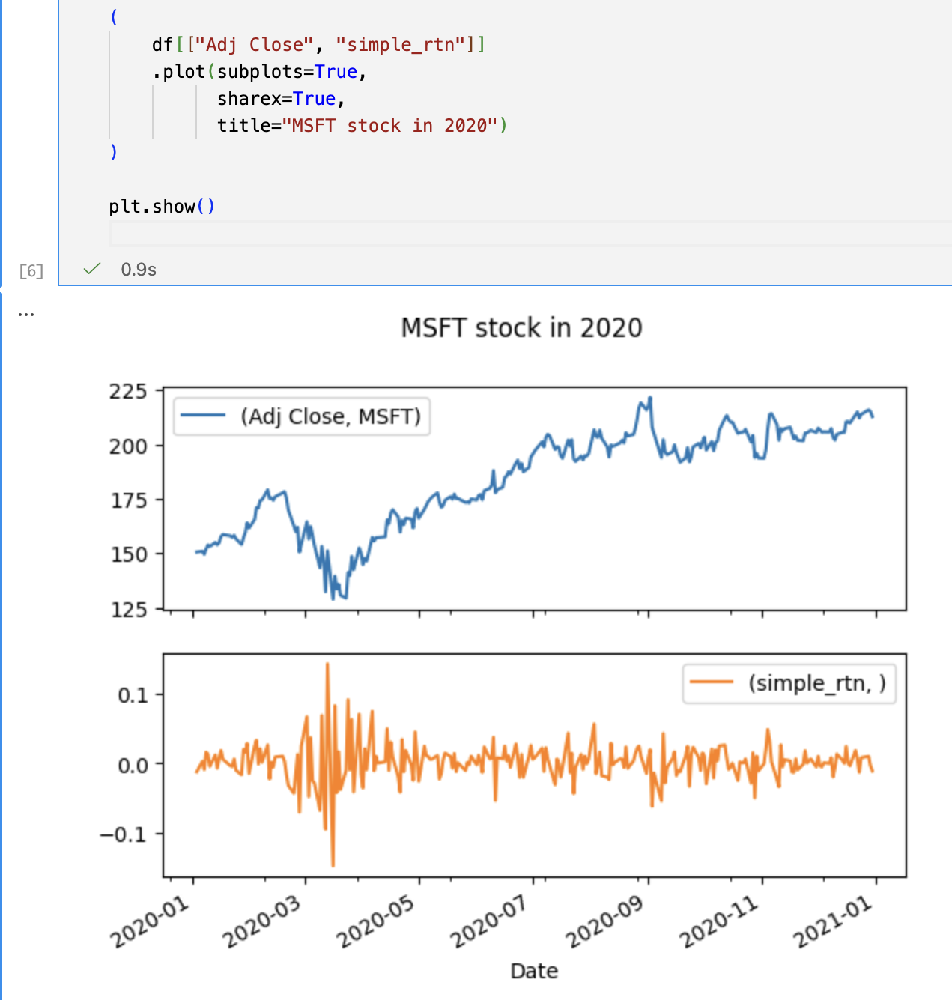 (
df[["Adj Close", "simple_rtn"]]
.plot(subplots=True,
sharex=True,
title="MSFT stock in 2020")
)
plt.show()
[6]
0.9s
...
MSFT stock in 2020
225
200
175
150
125
(Adj Close, MSFT)
0.1
0.0
−0.1
(simple_rtn, )
2020-01
2020-03
2020-05
2020-07
2020-09
2020-11
2021-01
Date